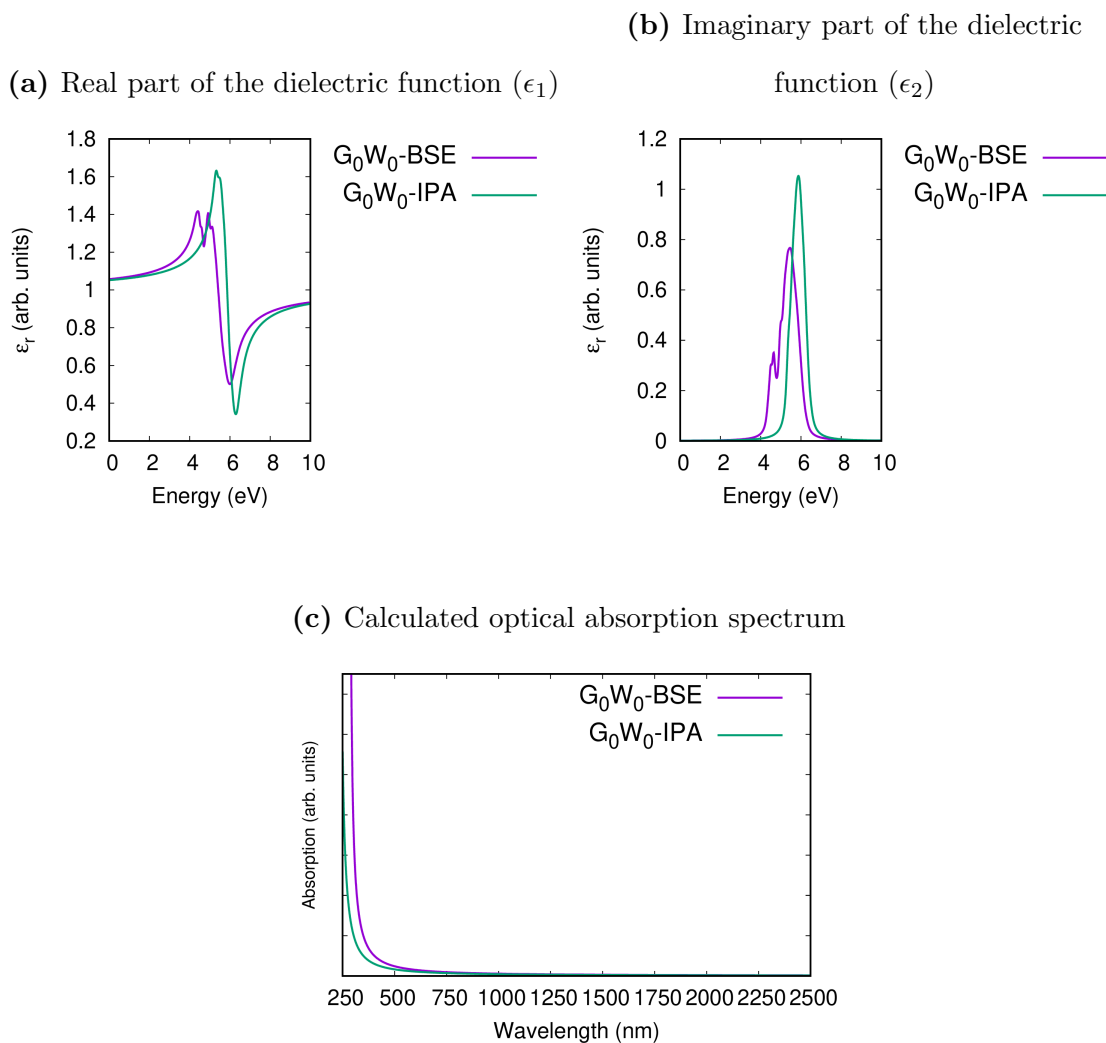 (a) Real part of the dielectric function (ϵ₁)
1.8
1.6
1.4
1.2
1
0.8
0.6
0.4
0.2
0 2 4 6 8 10
εᵣ (arb. units)
Energy (eV)
G₀W₀-BSE
G₀W₀-IPA
(b) Imaginary part of the dielectric
function (ϵ₂)
1.2
1
0.8
0.6
0.4
0.2
0
0 2 4 6 8 10
εᵣ (arb. units)
Energy (eV)
G₀W₀-BSE
G₀W₀-IPA
(c) Calculated optical absorption spectrum
G₀W₀-BSE
G₀W₀-IPA
Absorption (arb. units)
250 500 750 1000 1250 1500 1750 2000 2250 2500
Wavelength (nm)